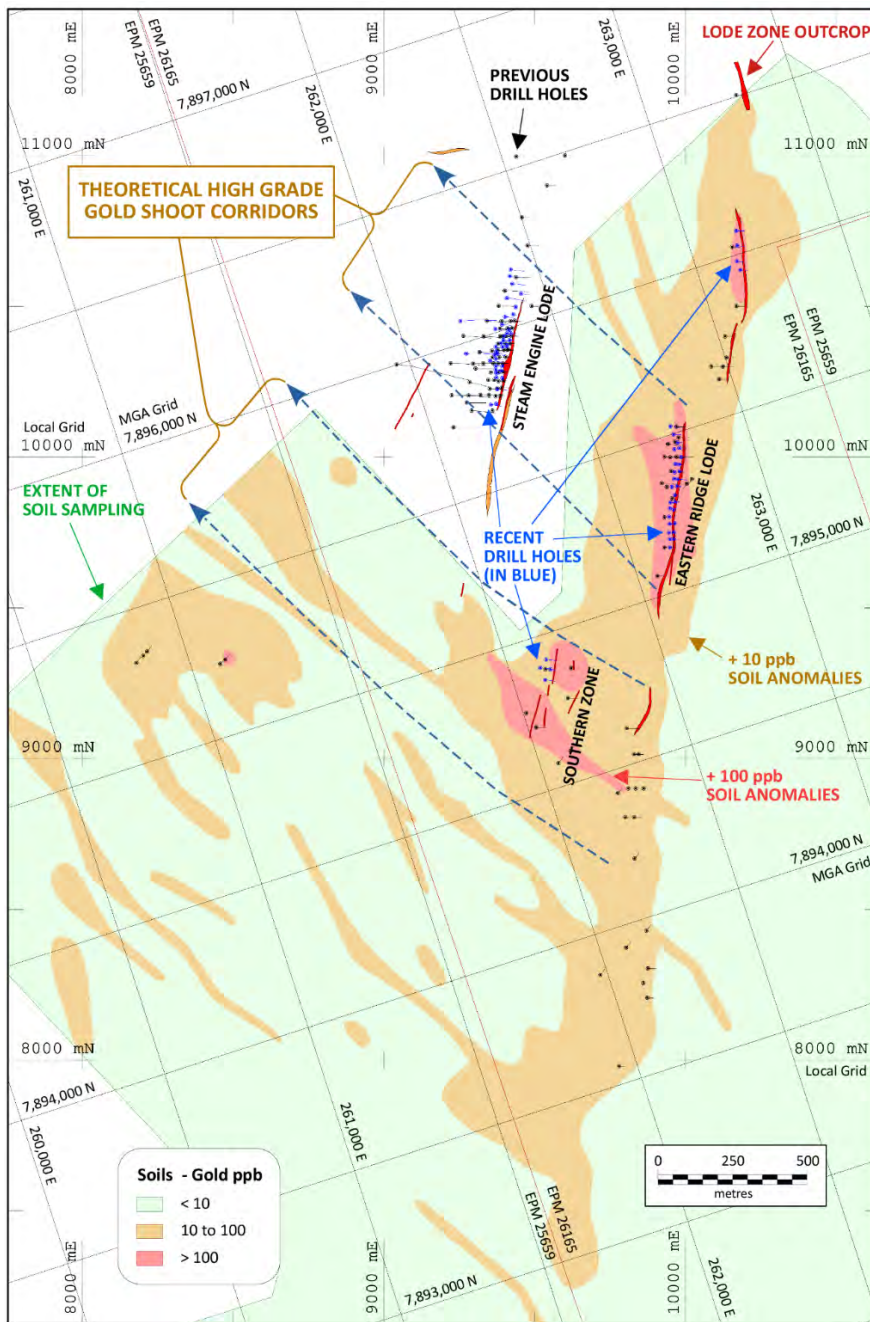 8000 mE
EPM 25659
EPM 26165
9000 mE
263,000 E
10000 mE
LODE ZONE OUTCROP
7,897,000 N
262,000 E
PREVIOUS
DRILL HOLES
11000 mN
11000 mN
THEORETICAL HIGH GRADE
GOLD SHOOT CORRIDORS
261,000 E
EPM 25659
EPM 26165
STEAM ENGINE LODE
MGA Grid
7,896,000 N
Local Grid
10000 mN
10000 mN
EXTENT OF
SOIL SAMPLING
RECENT
DRILL HOLES
(IN BLUE)
EASTERN RIDGE LODE
263,000 E
7,895,000 N
+ 10 ppb
SOIL ANOMALIES
SOUTHERN ZONE
9000 mN
9000 mN
+ 100 ppb
SOIL ANOMALIES
7,894,000 N
MGA Grid
8000 mN
8000 mN
Local Grid
7,894,000 N
260,000 E
261,000 E
Soils - Gold ppb
< 10
10 to 100
> 100
0 250 500
metres
EPM 26165
EPM 25659
8000 mE
9000 mE
7,893,000 N
10000 mE
262,000 E